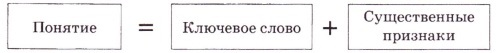 Понятие = Ключевое слово + Существенные
признаки